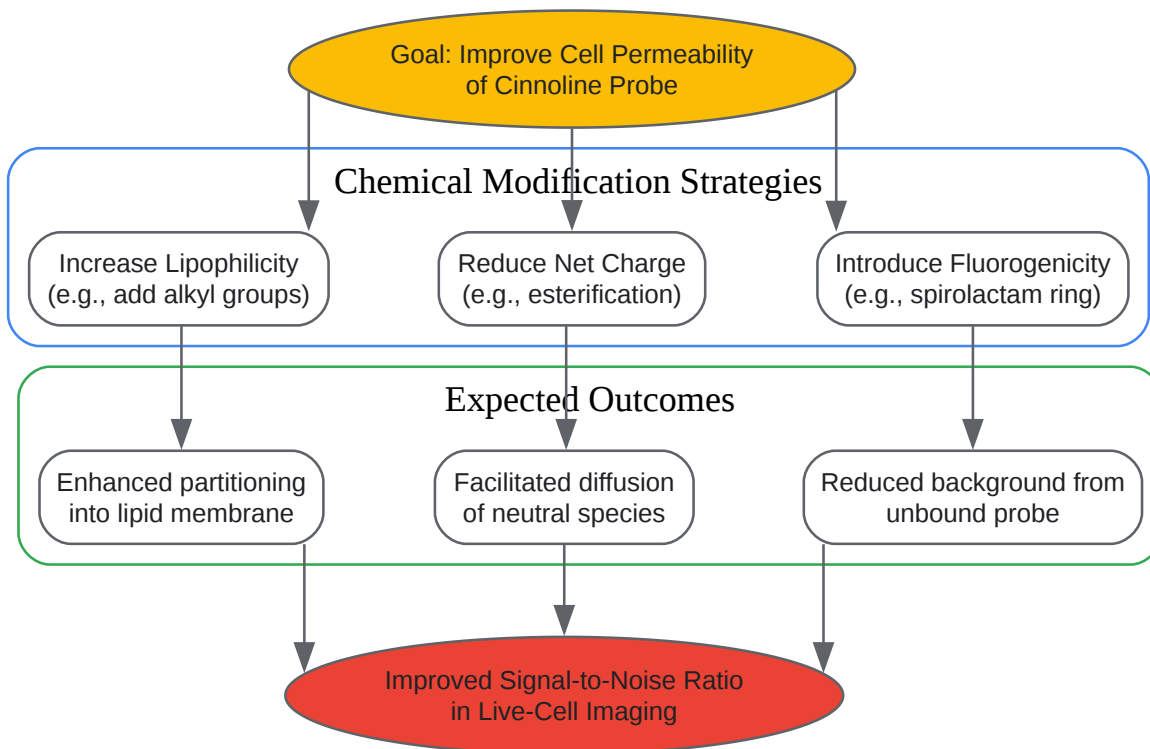 Goal: Improve Cell Permeability
of Cinnoline Probe
Chemical Modification Strategies
Increase Lipophilicity
(e.g., add alkyl groups)
Reduce Net Charge
(e.g., esterification)
Introduce Fluorogenicity
(e.g., spirolactam ring)
Expected Outcomes
Enhanced partitioning
into lipid membrane
Facilitated diffusion
of neutral species
Reduced background from
unbound probe
Improved Signal-to-Noise Ratio
in Live-Cell Imaging